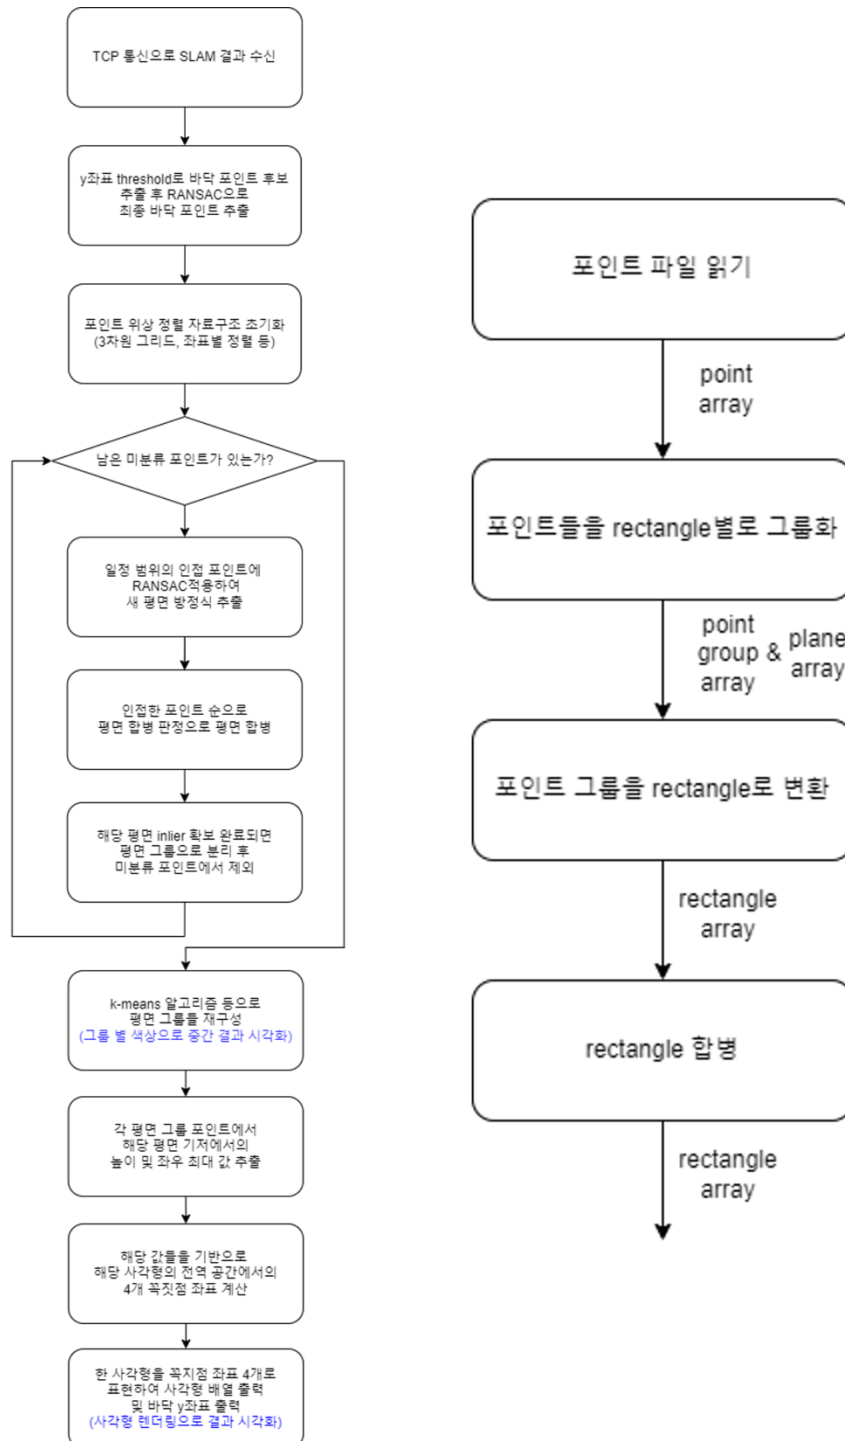 TCP 통신으로 SLAM 결과 수신
y좌표 threshold로 바닥 포인트 후보
추출 후 RANSAC으로
최종 바닥 포인트 추출
포인트 위상 정렬 자료구조 초기화
(3차원 그리드, 좌표별 정렬 등)
남은 미분류 포인트가 있는가?
일정 범위의 인접 포인트에
RANSAC적용하여
새 평면 방정식 추출
인접한 포인트 순으로
평면 합병 판정으로 평면 합병
해당 평면 inlier 확보 완료되면
평면 그룹으로 분리 후
미분류 포인트에서 제외
k-means 알고리즘 등으로
평면 그룹들 재구성
(그룹 별 색상으로 중간 결과 시각화)
각 평면 그룹 포인트에서
해당 평면 기저에서의
높이 및 좌우 최대 값 추출
해당 값들을 기반으로
해당 사각형의 전역 공간에서의
4개 꼭짓점 좌표 계산
한 사각형을 꼭지점 좌표 4개로
표현하여 사각형 배열 출력
및 바닥 y좌표 출력
(사각형 렌더링으로 결과 시각화)
포인트 파일 읽기
point
array
포인트들을 rectangle별로 그룹화
point
group & plane
array array
포인트 그룹을 rectangle로 변환
rectangle
array
rectangle 합병
rectangle
array